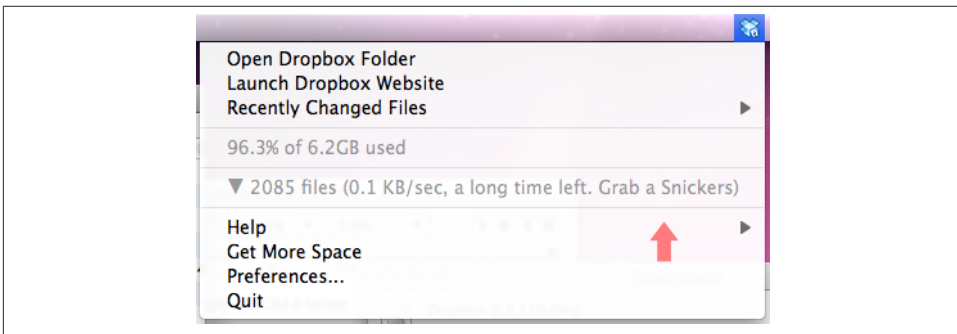 Open Dropbox Folder
Launch Dropbox Website
Recently Changed Files
96.3% of 6.2GB used
▼ 2085 files (0.1 KB/sec, a long time left. Grab a Snickers)
Help
Get More Space
Preferences...
Quit